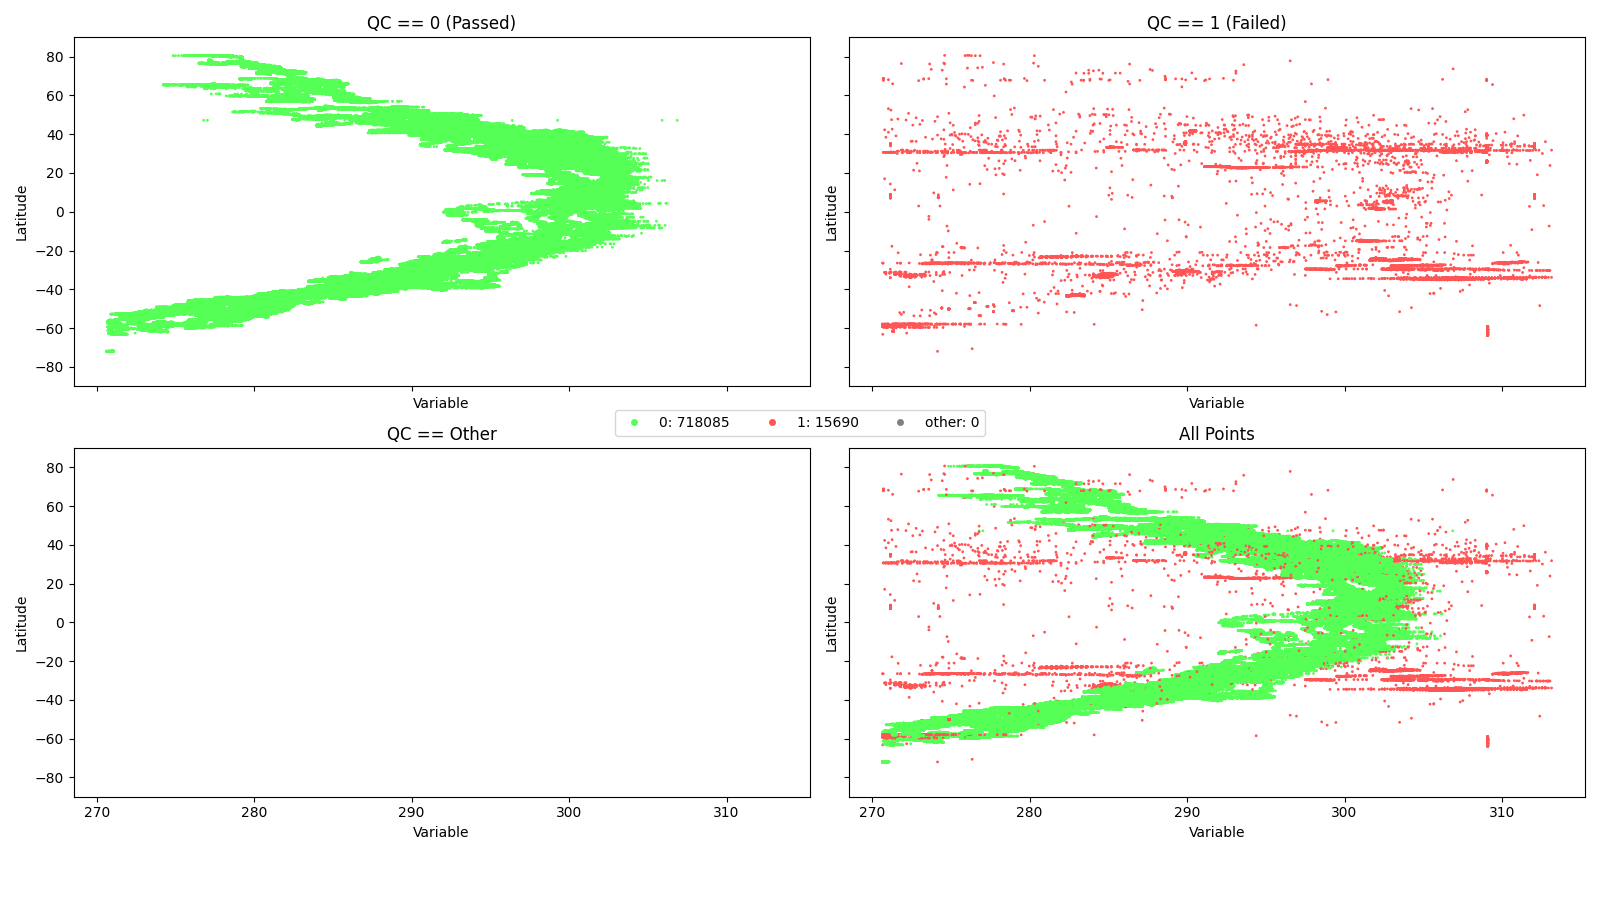 QC == 0 (Passed)
QC == 1 (Failed)
80
60
40
20
0
−20
−40
−60
−80
Latitude
Latitude
Variable
Variable
0: 718085
1: 15690
other: 0
QC == Other
All Points
80
60
40
20
0
−20
−40
−60
−80
Latitude
Latitude
270
280
290
300
310
270
280
290
300
310
Variable
Variable